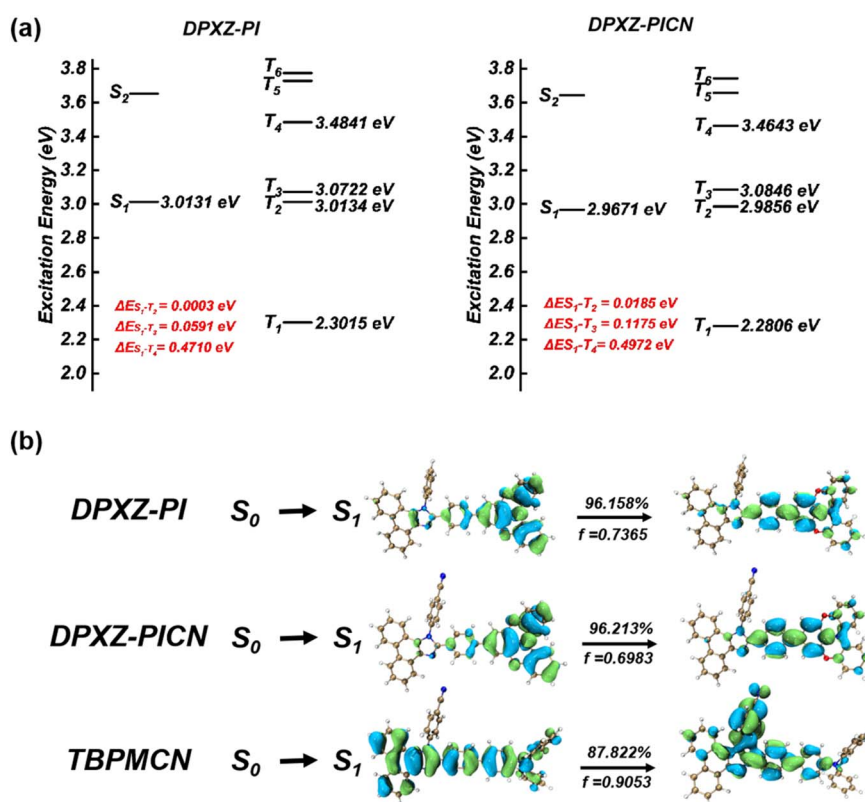 (a)
DPXZ-PI
Excitation Energy (eV)
3.8
3.6
3.4
3.2
3.0
2.8
2.6
2.4
2.2
2.0
S2
S1 3.0131 eV
T6
T5
T4 3.4841 eV
T3 3.0722 eV
T2 3.0134 eV
T1 2.3015 eV
ΔES1-T2 = 0.0003 eV
ΔES1-T3 = 0.0591 eV
ΔES1-T4 = 0.4710 eV
DPXZ-PICN
Excitation Energy (eV)
3.8
3.6
3.4
3.2
3.0
2.8
2.6
2.4
2.2
2.0
S2
S1 2.9671 eV
T6
T5
T4 3.4643 eV
T3 3.0846 eV
T2 2.9856 eV
T1 2.2806 eV
ΔES1-T2 = 0.0185 eV
ΔES1-T3 = 0.1175 eV
ΔES1-T4= 0.4972 eV
(b)
DPXZ-PI S0 → S1 96.158%
f =0.7365
DPXZ-PICN S0 → S1 96.213%
f =0.6983
TBPMCN S0 → S1 87.822%
f =0.9053